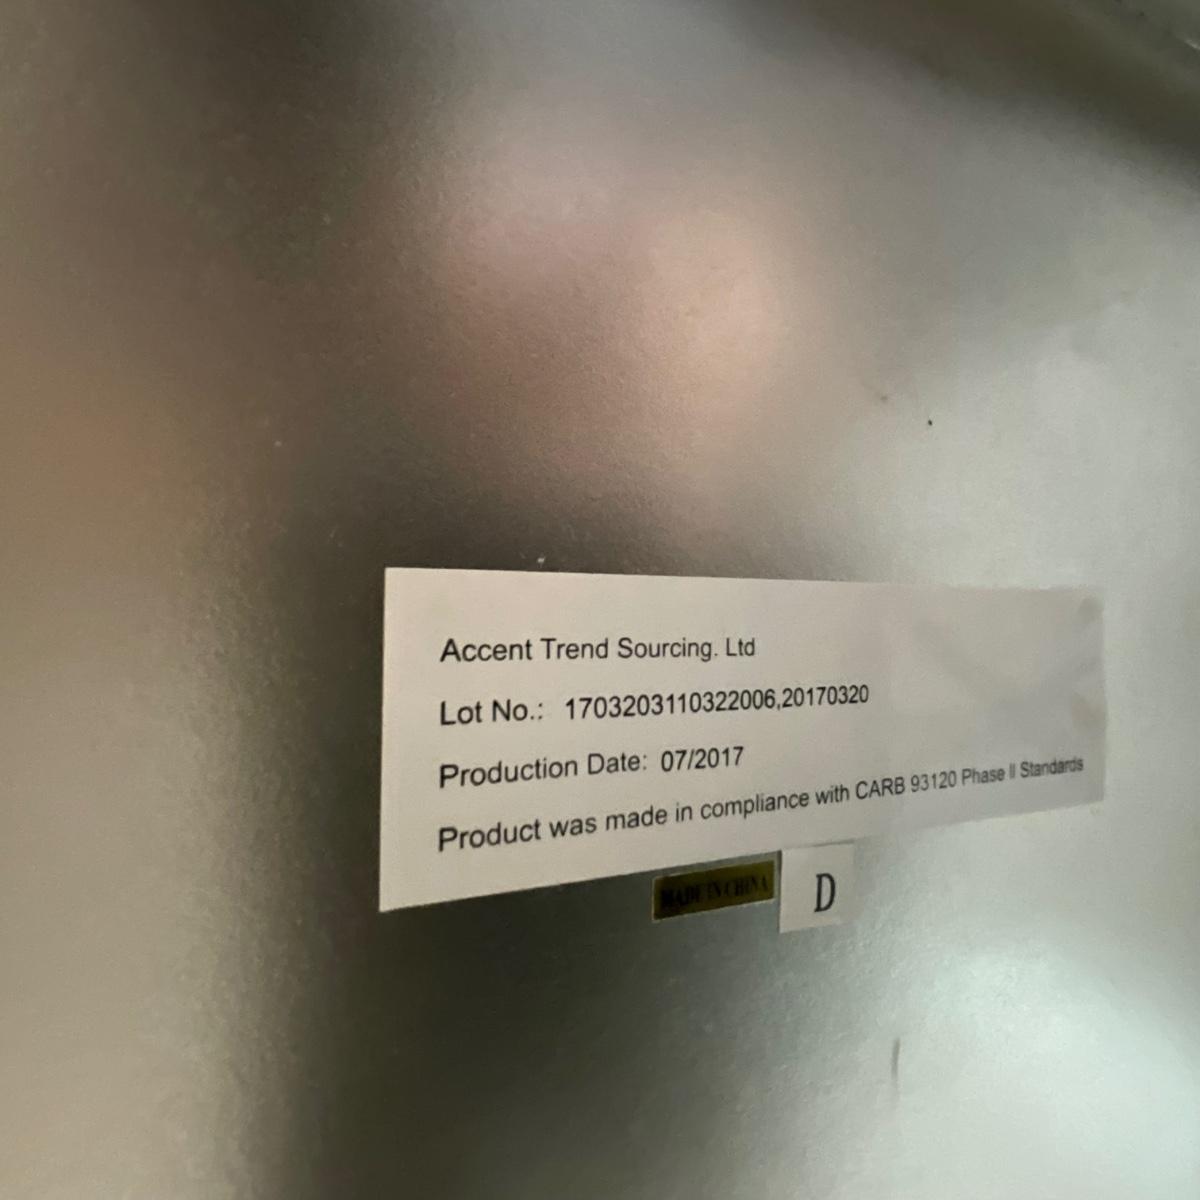 Accent Trend Sourcing. Ltd
Lot No.: 1703203110322006,20170320
Production Date: 07/2017
Product was made in compliance with CARB 93120 Phase II Standards
MADE IN CHINA
D